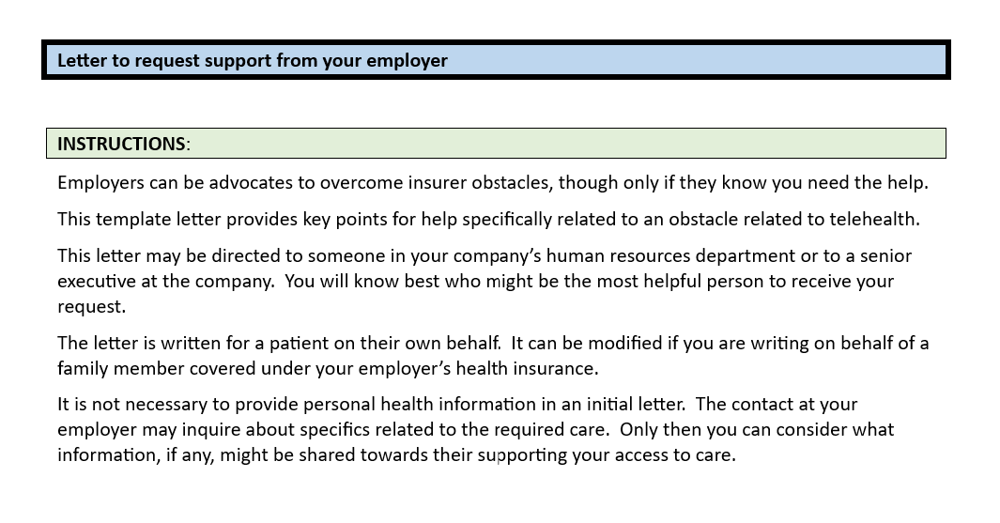 Letter to request support from your employer
INSTRUCTIONS:
Employers can be advocates to overcome insurer obstacles, though only if they know you need the help.
This template letter provides key points for help specifically related to an obstacle related to telehealth.
This letter may be directed to someone in your company’s human resources department or to a senior
executive at the company.  You will know best who might be the most helpful person to receive your
request.
The letter is written for a patient on their own behalf.  It can be modified if you are writing on behalf of a
family member covered under your employer’s health insurance.
It is not necessary to provide personal health information in an initial letter.  The contact at your
employer may inquire about specifics related to the required care.  Only then you can consider what
information, if any, might be shared towards their supporting your access to care.